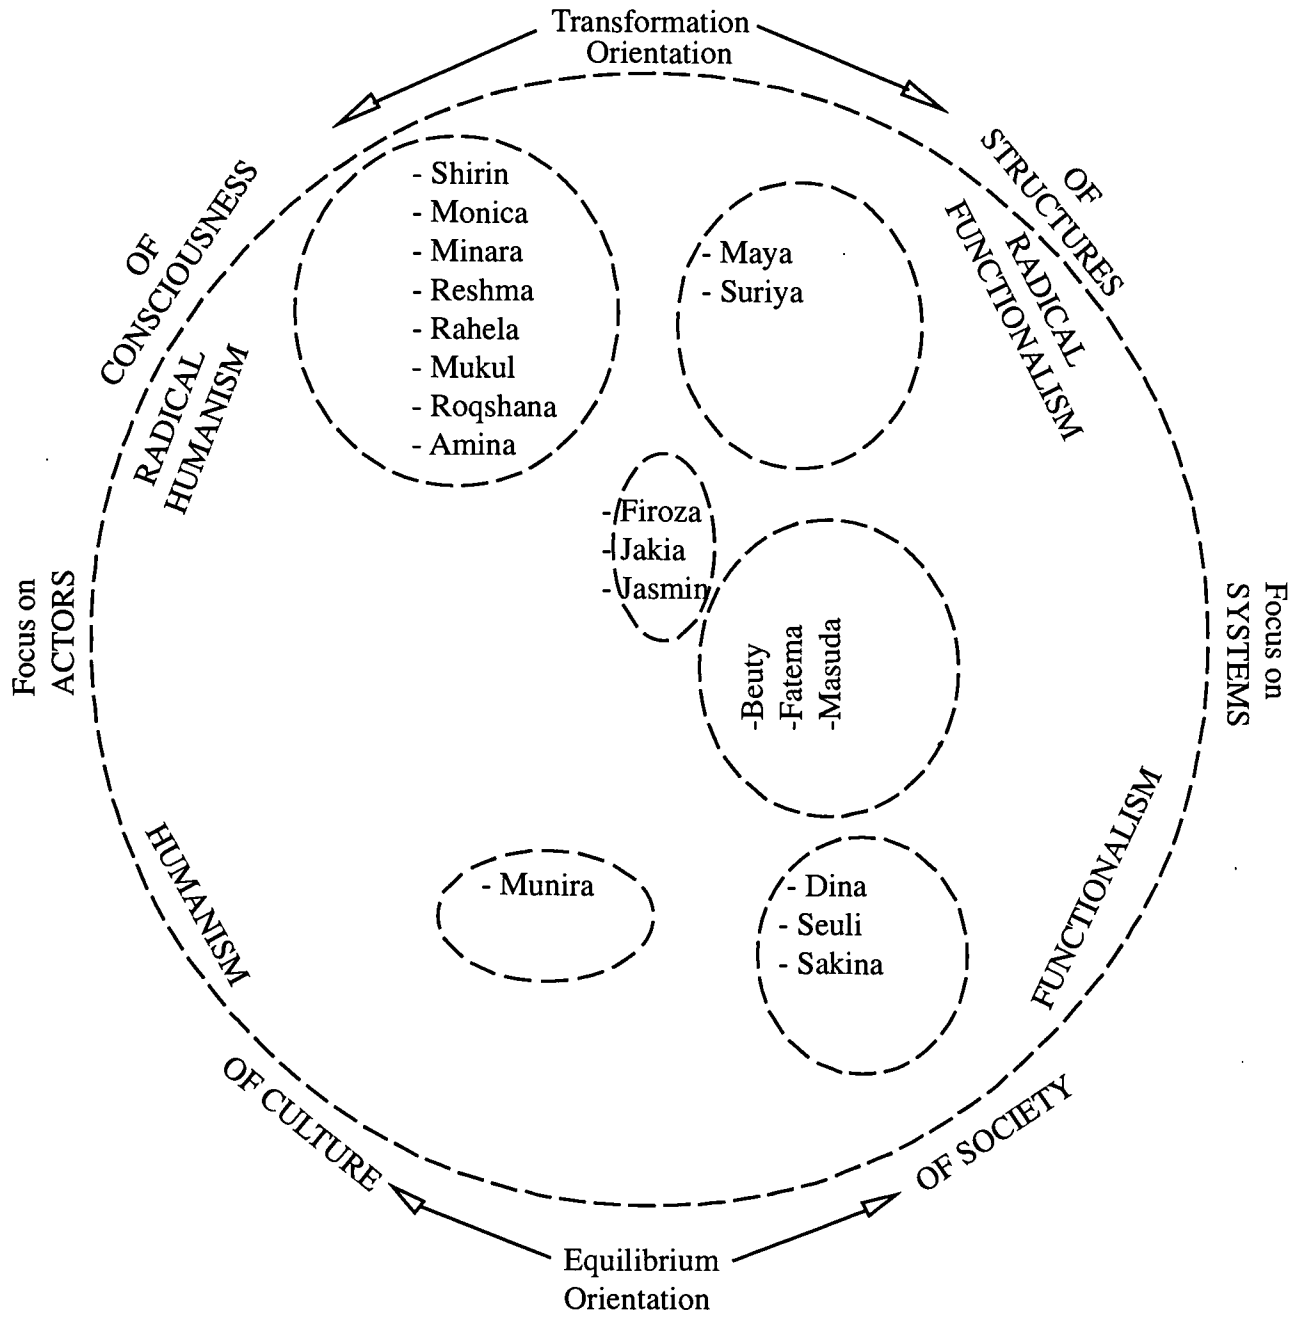 Transformation
Orientation
OF
CONSCIOUSNESS
OF
STRUCTURES
RADICAL
HUMANISM
RADICAL
FUNCTIONALISM
- Shirin
- Monica
- Minara
- Reshma
- Rahela
- Mukul
- Roqshana
- Amina
- Maya
- Suriya
- Firoza
- Jakia
- Jasmin
Focus on
ACTORS
Focus on
SYSTEMS
-Beuty
-Fatema
-Masuda
- Munira
- Dina
- Seuli
- Sakina
HUMANISM
FUNCTIONALISM
OF CULTURE
OF SOCIETY
Equilibrium
Orientation